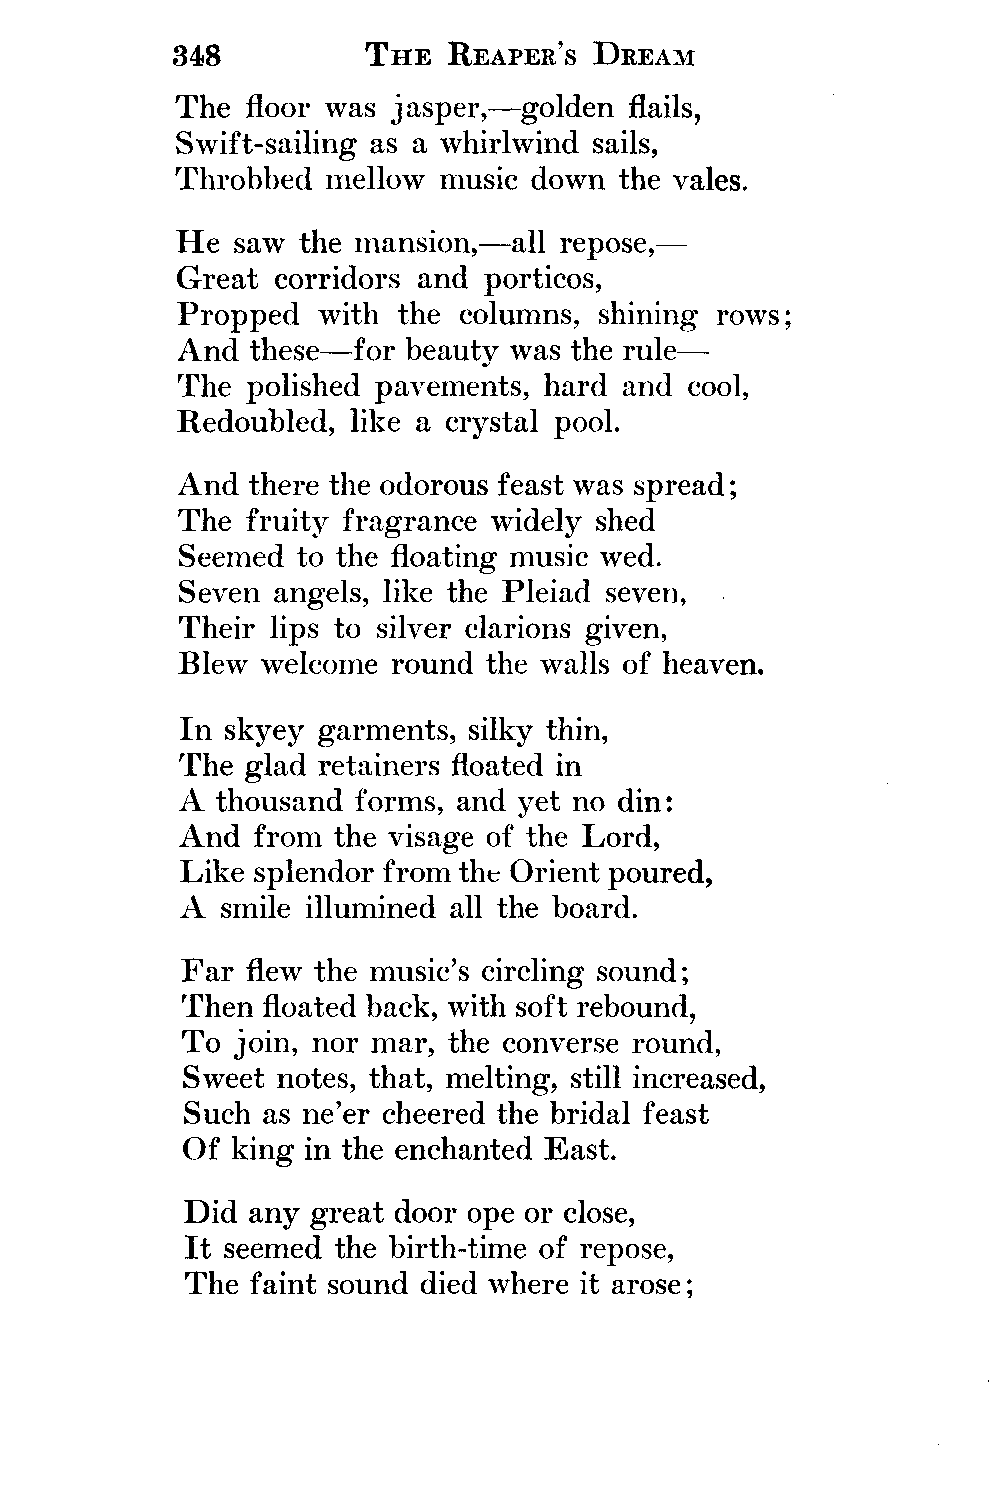 348 THE REAPER'S DREAM
The floor was jasper,—golden flails,
Swift-sailing as a whirlwind sails,
Throbbed mellow music down the vales.
He saw the mansion,—all repose,—
Great corridors and porticos,
Propped with the columns, shining rows;
And these—for beauty was the rule—
The polished pavements, hard and cool,
Redoubled, like a crystal pool.
And there the odorous feast was spread;
The fruity fragrance widely shed
Seemed to the floating music wed.
Seven angels, like the Pleiad seven,
Their lips to silver clarions given,
Blew welcome round the walls of heaven.
In skyey garments, silky thin,
The glad retainers floated in
A thousand forms, and yet no din:
And from the visage of the Lord,
Like splendor from the Orient poured,
A smile illumined all the board.
Far flew the music's circling sound;
Then floated back, with soft rebound,
To join, nor mar, the converse round,
Sweet notes, that, melting, still increased,
Such as ne'er cheered the bridal feast
Of king in the enchanted East.
Did any great door ope or close,
It seemed the birth-time of repose,
The faint sound died where it arose;